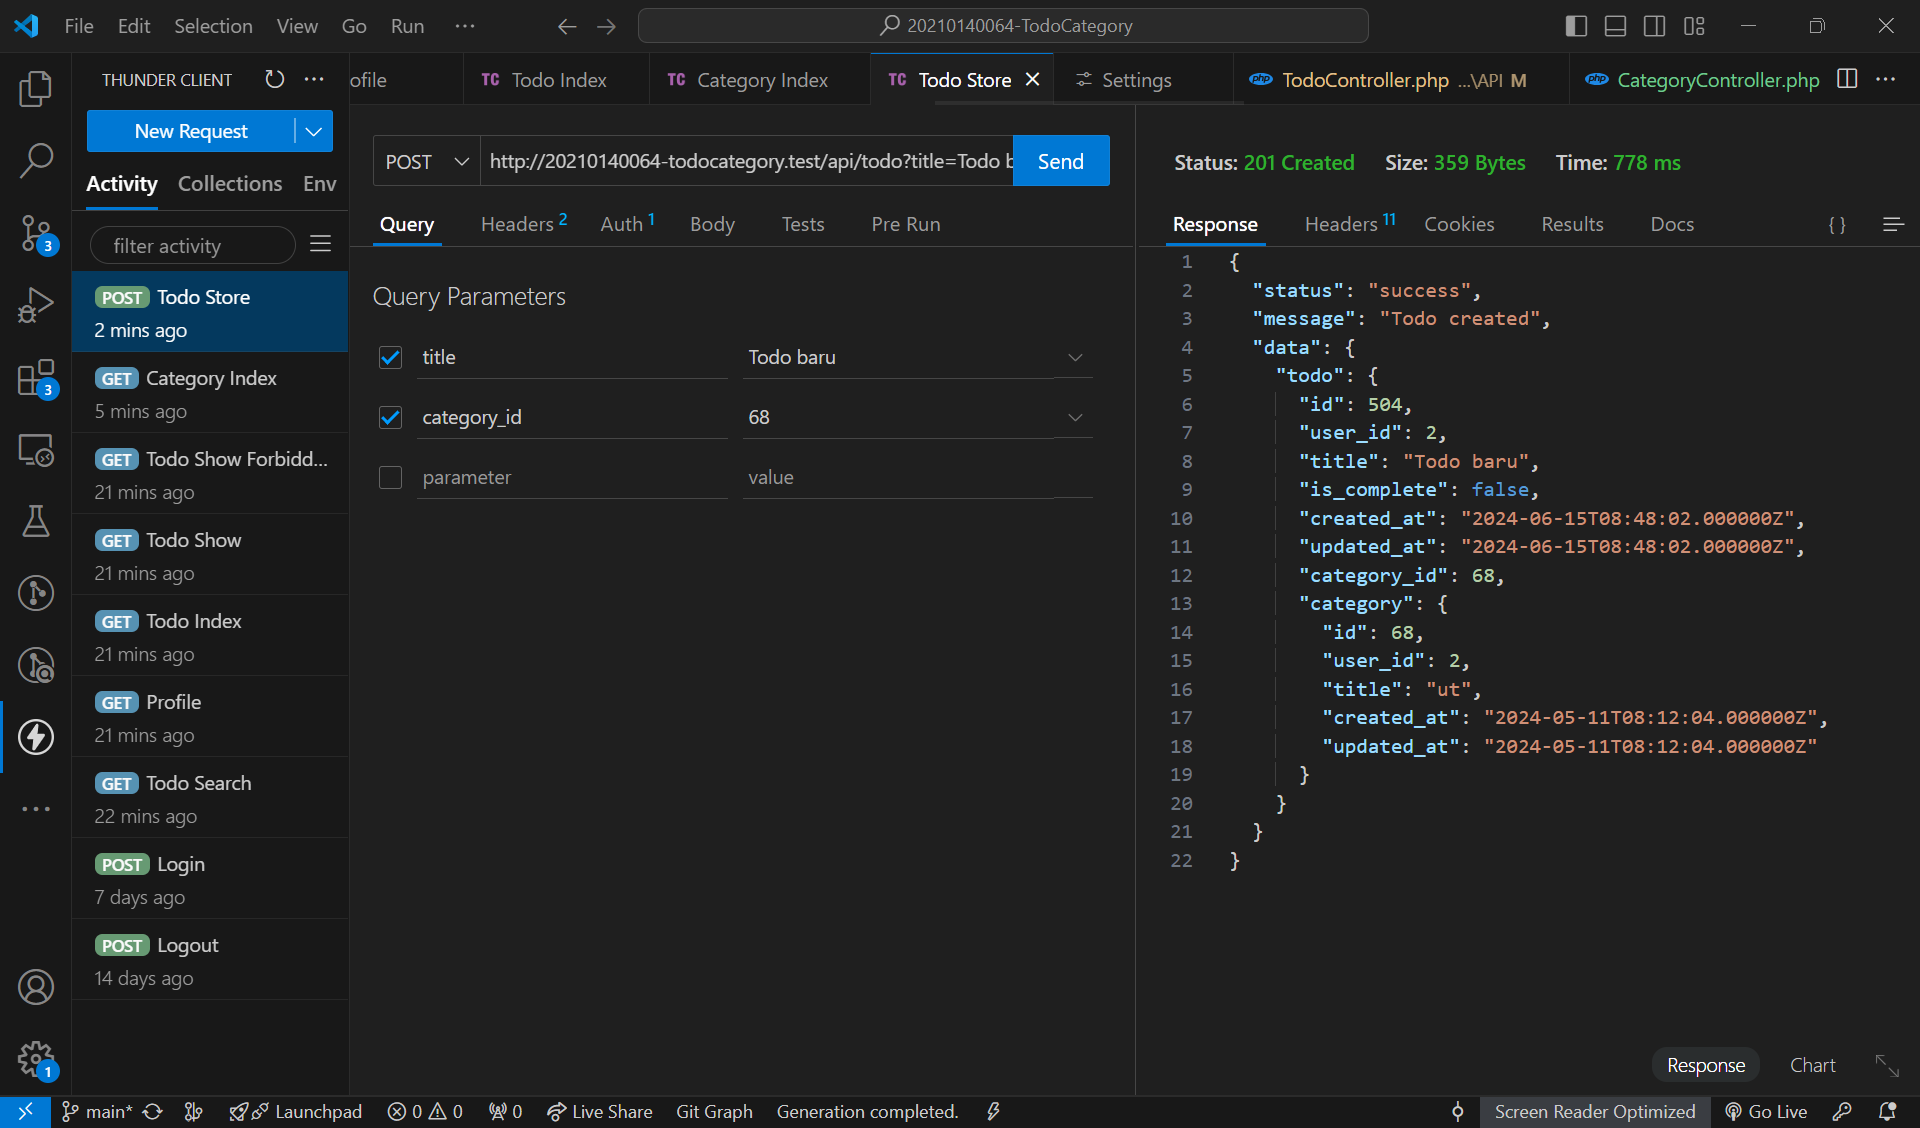 File Edit Selection View Go Run ··· 20210140064-TodoCategory
THUNDER CLIENT
New Request
Activity Collections Env
filter activity
POST Todo Store
2 mins ago
GET Category Index
5 mins ago
GET Todo Show Forbidd...
21 mins ago
GET Todo Show
21 mins ago
GET Todo Index
21 mins ago
GET Profile
21 mins ago
GET Todo Search
22 mins ago
POST Login
7 days ago
POST Logout
14 days ago
3
3
1
ofile TC Todo Index TC Category Index TC Todo Store Settings php TodoController.php ...\API M php CategoryController.php
POST http://20210140064-todocategory.test/api/todo?title=Todo b Send
Query Headers 2 Auth 1 Body Tests Pre Run
Query Parameters
title Todo baru
category_id 68
parameter value
Status: 201 Created Size: 359 Bytes Time: 778 ms
Response Headers 11 Cookies Results Docs { }
1 {
2 "status": "success",
3 "message": "Todo created",
4 "data": {
5 "todo": {
6 "id": 504,
7 "user_id": 2,
8 "title": "Todo baru",
9 "is_complete": false,
10 "created_at": "2024-06-15T08:48:02.000000Z",
11 "updated_at": "2024-06-15T08:48:02.000000Z",
12 "category_id": 68,
13 "category": {
14 "id": 68,
15 "user_id": 2,
16 "title": "ut",
17 "created_at": "2024-05-11T08:12:04.000000Z",
18 "updated_at": "2024-05-11T08:12:04.000000Z"
19 }
20 }
21 }
22 }
Response Chart
main* Launchpad 0 0 0 Live Share Git Graph Generation completed. Screen Reader Optimized Go Live